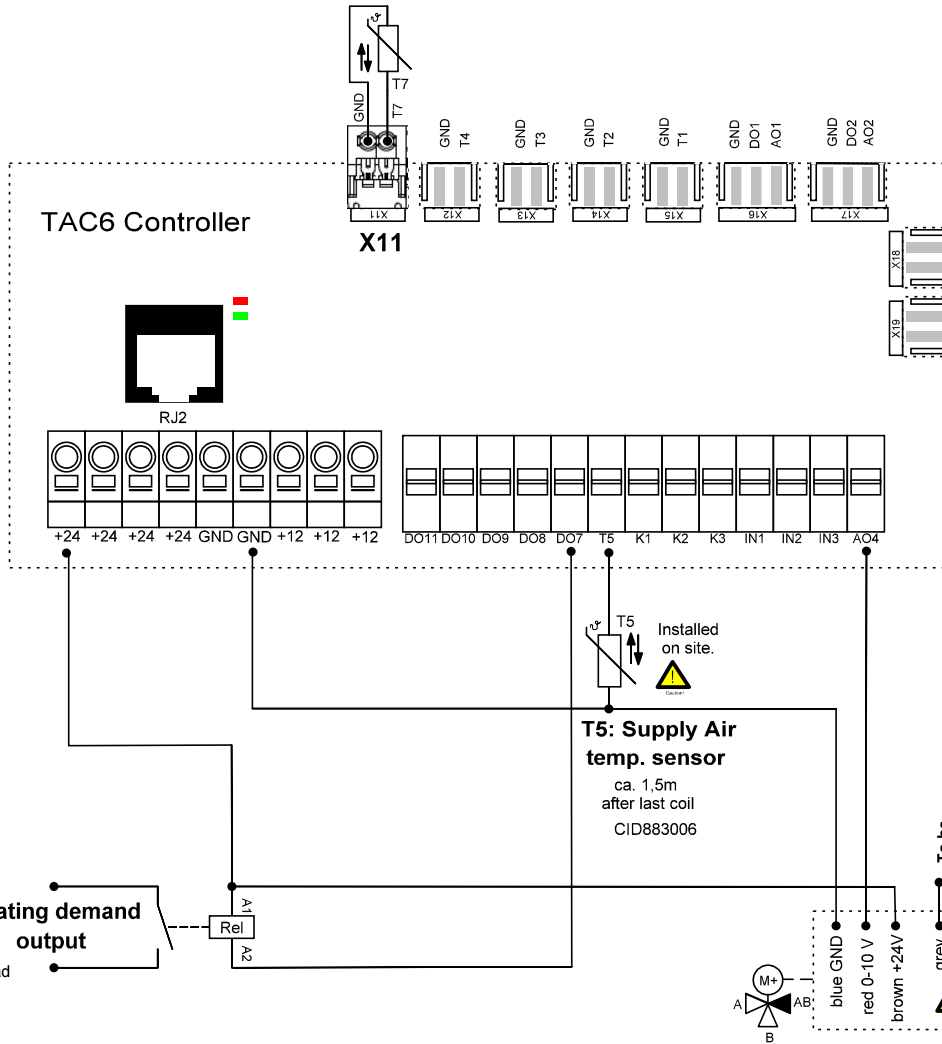 ϑ
T7
GND
T7
GND
T4
GND
T3
GND
T2
GND
T1
GND
DO1
AO1
GND
DO2
AO2
X11
X12
X13
X14
X15
X16
X17
TAC6 Controller
X11
X18
X19
RJ2
+24 +24 +24 +24 GND GND +12 +12 +12
DO11 DO10 DO9 DO8 DO7 T5 K1 K2 K3 IN1 IN2 IN3 AO4
ϑ
T5
Installed
on site.
!
Caution!
T5: Supply Air
temp. sensor
ca. 1,5m
after last coil
CID883006
ating demand
output
ad
A1
Rel
A2
M+
A
AB
B
blue GND
red 0-10 V
brown +24V
grey